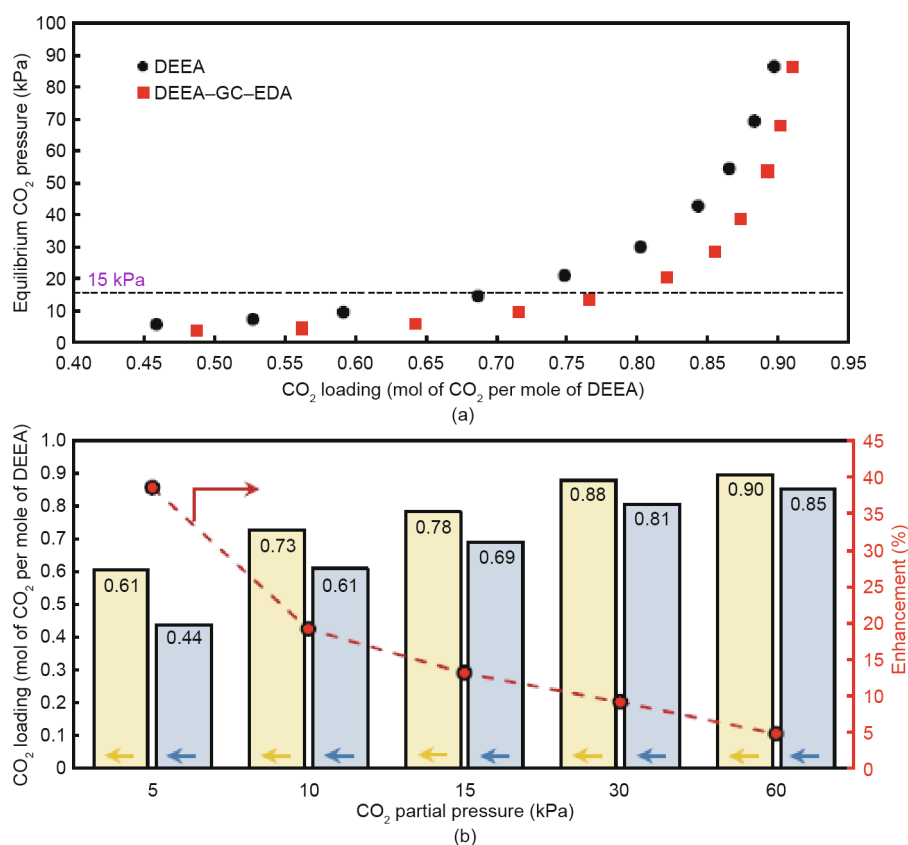 100
90
80
70
60
50
40
30
20
10
0
Equilibrium CO₂ pressure (kPa)
DEEA
DEEA–GC–EDA
15 kPa
0.40 0.45 0.50 0.55 0.60 0.65 0.70 0.75 0.80 0.85 0.90 0.95
CO₂ loading (mol of CO₂ per mole of DEEA)
(a)
CO₂ loading (mol of CO₂ per mole of DEEA)
1.0
0.9
0.8
0.7
0.6
0.5
0.4
0.3
0.2
0.1
0
0.61 0.44 0.73 0.61 0.78 0.69 0.88 0.81 0.90 0.85
45
40
35
30
25
20
15
10
5
0
Enhancement (%)
5 10 15 30 60
CO₂ partial pressure (kPa)
(b)